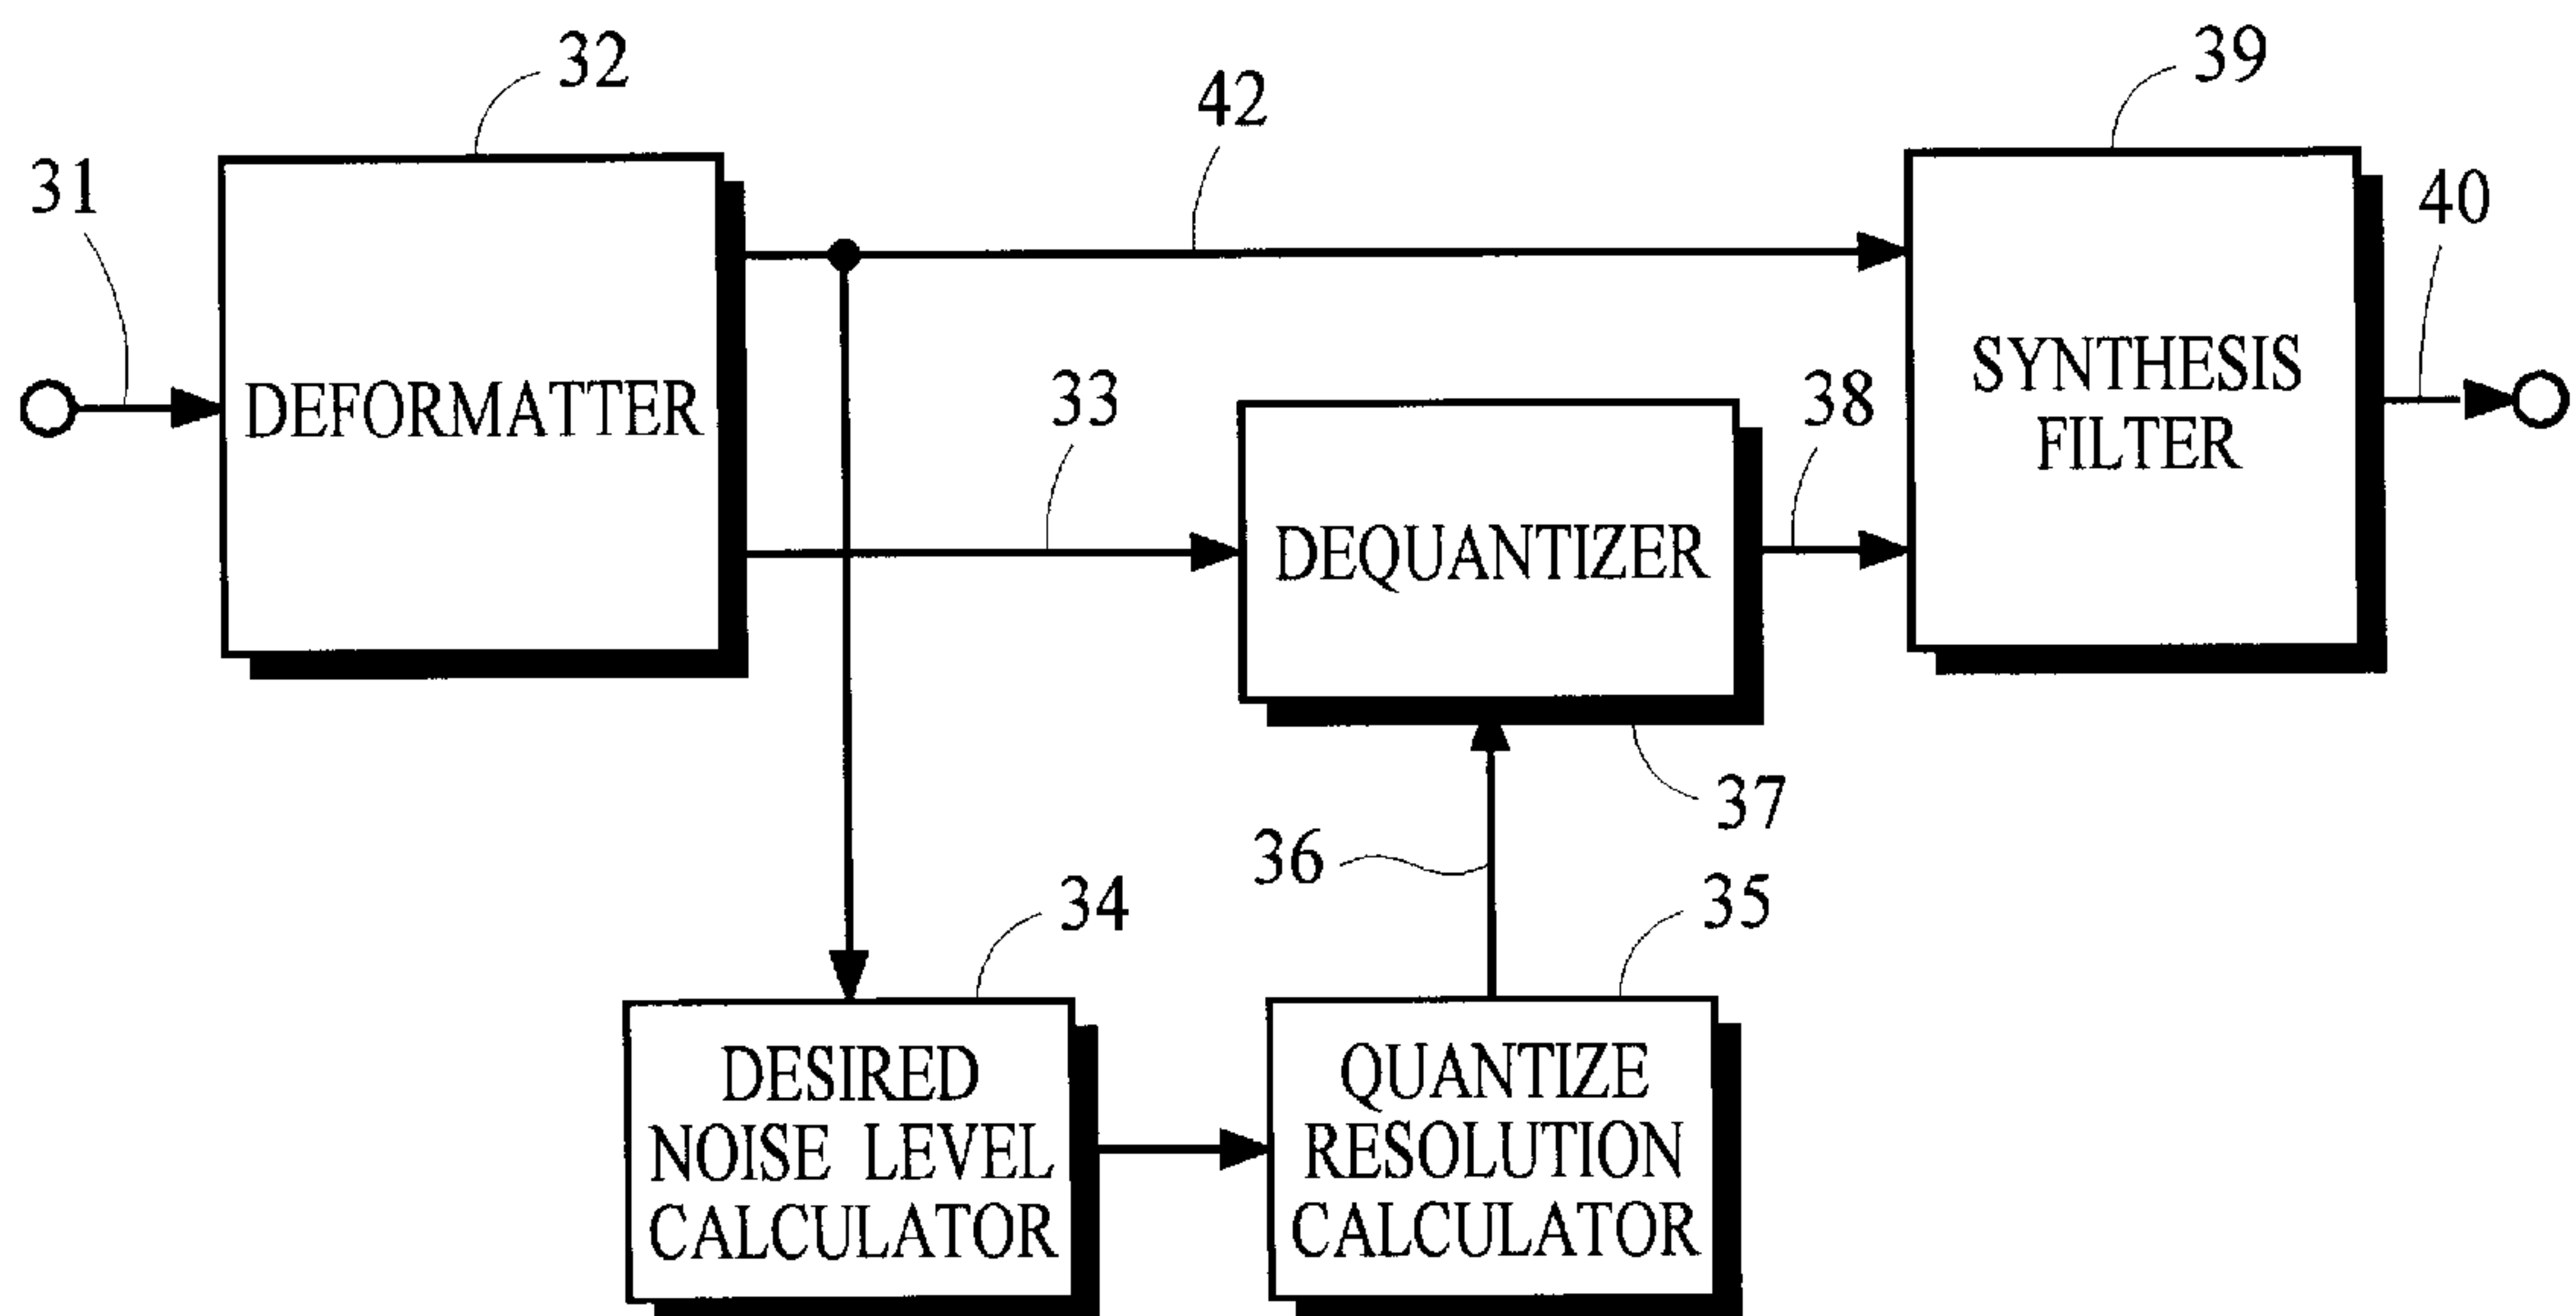 32
39
42
31
40
DEFORMATTER
33
38
SYNTHESIS
FILTER
DEQUANTIZER
37
36
34
35
DESIRED
NOISE LEVEL
CALCULATOR
QUANTIZE
RESOLUTION
CALCULATOR